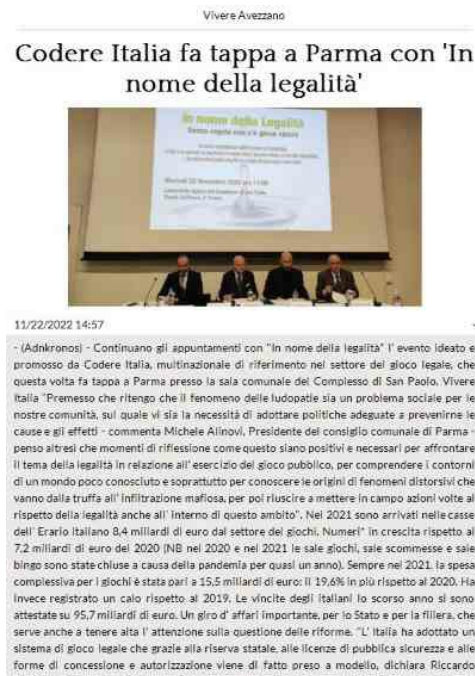 Vivere Avezzano
Codere Italia fa tappa a Parma con 'In
nome della legalità'
In nome della Legalità
Senza regole non c'è gioco sicuro
11/22/2022 14:57
- (Adnkronos) - Continuano gli appuntamenti con "In nome della legalità" l' evento ideato e
promosso da Codere Italia, multinazionale di riferimento nel settore del gioco legale, che
questa volta fa tappa a Parma presso la sala comunale del Complesso di San Paolo. Vivere
Italia "Premesso che ritengo che il fenomeno delle ludopatie sia un problema sociale per le
nostre comunità, sul quale vi sia la necessità di adottare politiche adeguate a prevenirne le
cause e gli effetti - commenta Michele Alinovi, Presidente del consiglio comunale di Parma -
penso altresì che momenti di riflessione come questo siano positivi e necessari per affrontare
il tema della legalità in relazione all' esercizio del gioco pubblico, per comprendere i contorni
di un mondo poco conosciuto e soprattutto per conoscere le origini di fenomeni distorsivi che
vanno dalla truffa all' infiltrazione mafiosa, per poi riuscire a mettere in campo azioni volte al
rispetto della legalità anche all' interno di questo ambito". Nel 2021 sono arrivati nelle casse
dell' Erario italiano 8,4 miliardi di euro dal settore dei giochi. Numeri" in crescita rispetto ai
7,2 miliardi di euro del 2020 (NB nel 2020 e nel 2021 le sale giochi, sale scommesse e sale
bingo sono state chiuse a causa della pandemia per quasi un anno). Sempre nel 2021, la spesa
complessiva per i giochi è stata pari a 15,5 miliardi di euro: il 19,6% in più rispetto al 2020. Ha
invece registrato un calo rispetto al 2019. Le vincite degli italiani lo scorso anno si sono
attestate su 95,7 miliardi di euro. Un giro d' affari importante, per lo Stato e per la filiera, che
serve anche a tenere alta l' attenzione sulla questione delle riforme. "L' Italia ha adottato un
sistema di gioco legale che grazie alla riserva statale, alle licenze di pubblica sicurezza e alle
forme di concessione e autorizzazione viene di fatto preso a modello, dichiara Riccardo